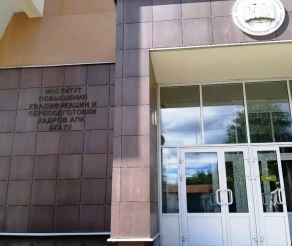 ИНСТИТУТ
ПОВЫШЕНИЯ
КВАЛИФИКАЦИИ И
ПЕРЕПОДГОТОВКИ
КАДРОВ АПК
БГАТУ